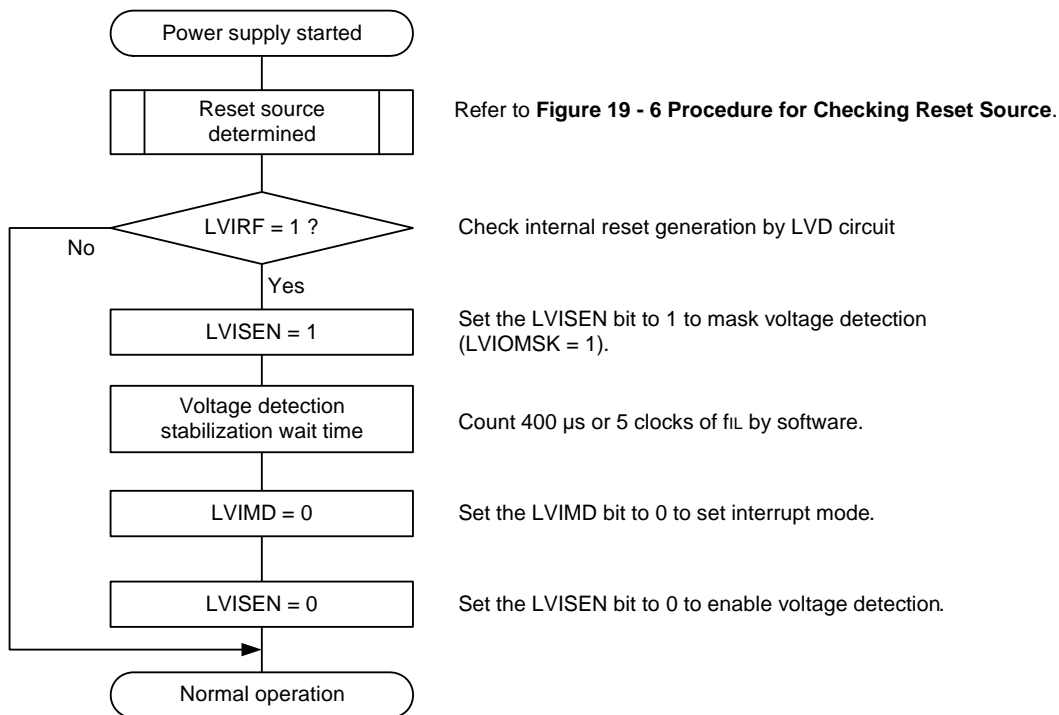 Power supply started
Reset source
determined
Refer to Figure 19 - 6 Procedure for Checking Reset Source.
LVIRF = 1 ?
Check internal reset generation by LVD circuit
No
Yes
LVISEN = 1
Set the LVISEN bit to 1 to mask voltage detection
(LVIOMSK = 1).
Voltage detection
stabilization wait time
Count 400 µs or 5 clocks of fIL by software.
LVIMD = 0
Set the LVIMD bit to 0 to set interrupt mode.
LVISEN = 0
Set the LVISEN bit to 0 to enable voltage detection.
Normal operation